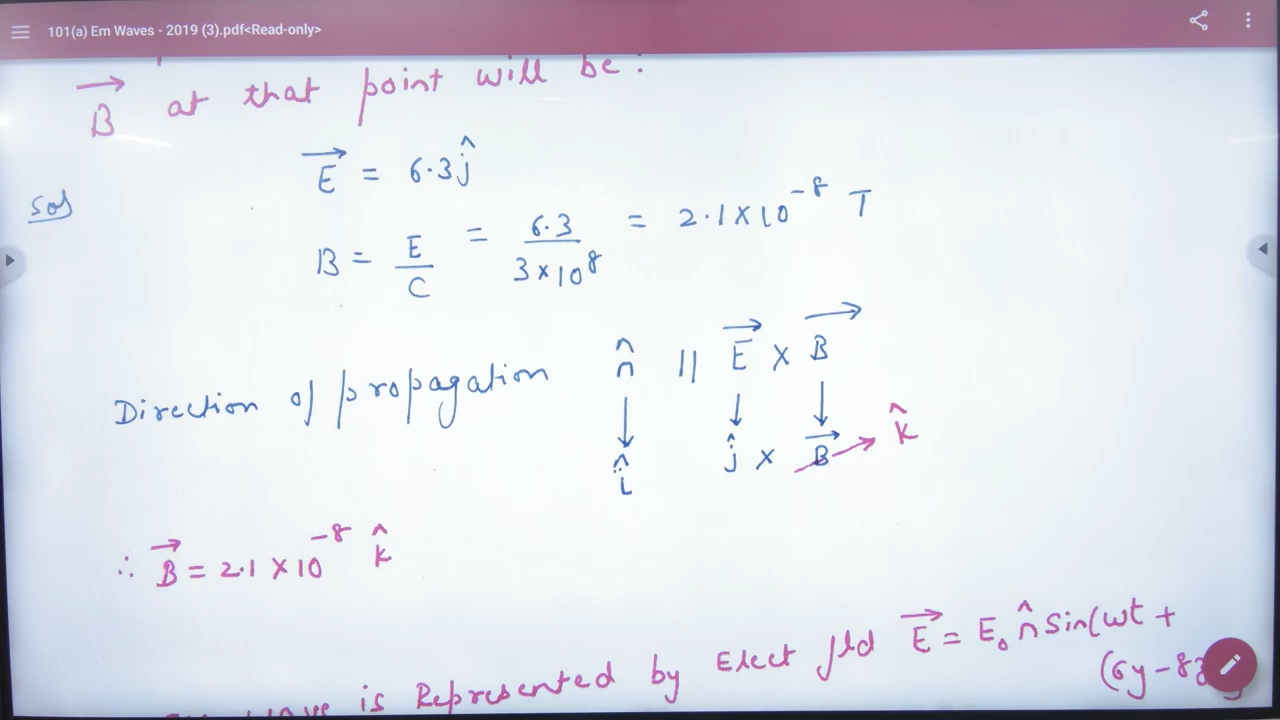 101(a) Em Waves - 2019 (3).pdf<Read-only>
B⃗ at that point will be:
Sol
E⃗ = 6.3ĵ
B = E/C = 6.3/3×10⁸ = 2.1×10⁻⁸ T
Direction of propagation n̂ || E⃗ × B⃗
î ĵ × B⃗ k̂
∴ B⃗ = 2.1 × 10⁻⁸ k̂
is Represented by Elect fld E⃗ = E₀ n̂ Sin(wt +
(6y - 8z